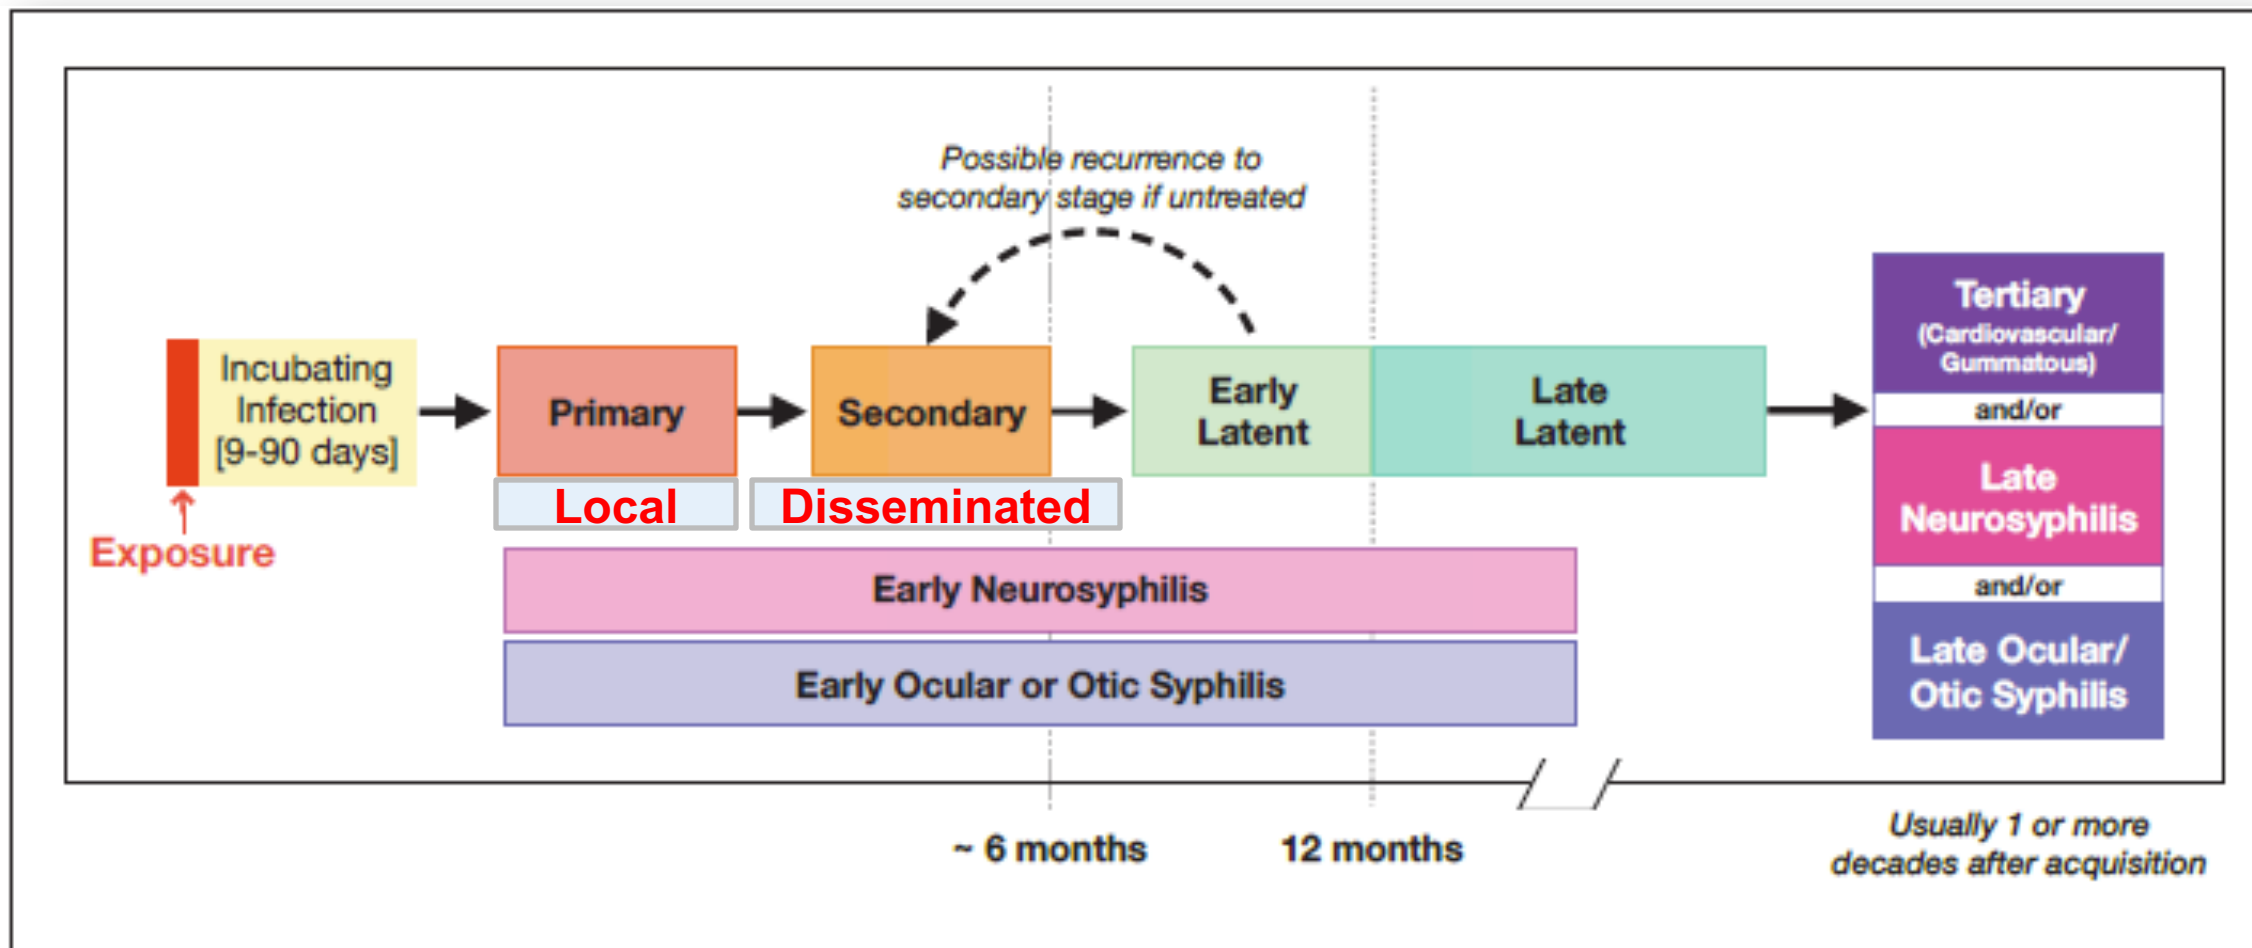 Possible recurrence to
secondary stage if untreated
Incubating
Infection
[9-90 days]
Exposure
Primary
Local
Secondary
Disseminated
Early
Latent
Late
Latent
Early Neurosyphilis
Early Ocular or Otic Syphilis
Tertiary
(Cardiovascular/
Gummatous)
and/or
Late
Neurosyphilis
and/or
Late Ocular/
Otic Syphilis
~ 6 months
12 months
Usually 1 or more
decades after acquisition